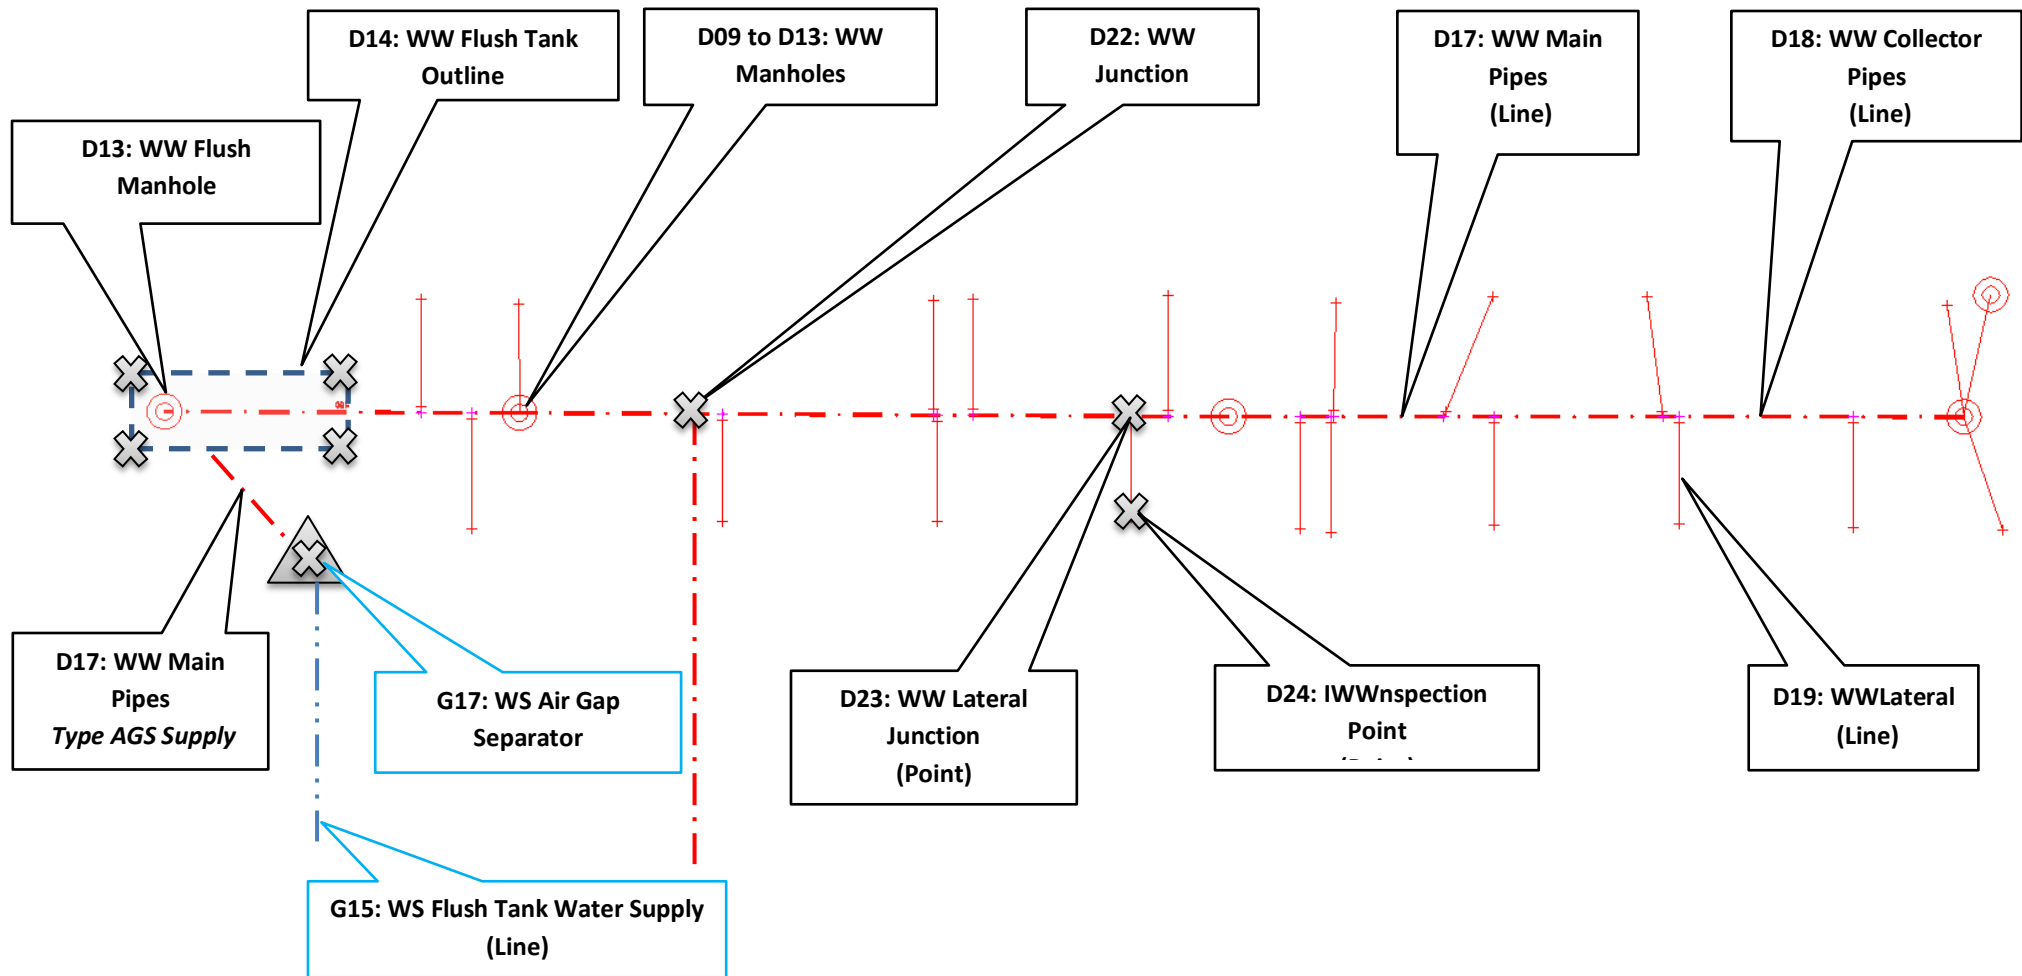 D14: WW Flush Tank
Outline
D09 to D13: WW
Manholes
D22: WW
Junction
D17: WW Main
Pipes
(Line)
D18: WW Collector
Pipes
(Line)
D13: WW Flush
Manhole
D17: WW Main
Pipes
Type AGS Supply
G17: WS Air Gap
Separator
D23: WW Lateral
Junction
(Point)
D24: IWWnspection
Point
D19: WWLateral
(Line)
G15: WS Flush Tank Water Supply
(Line)